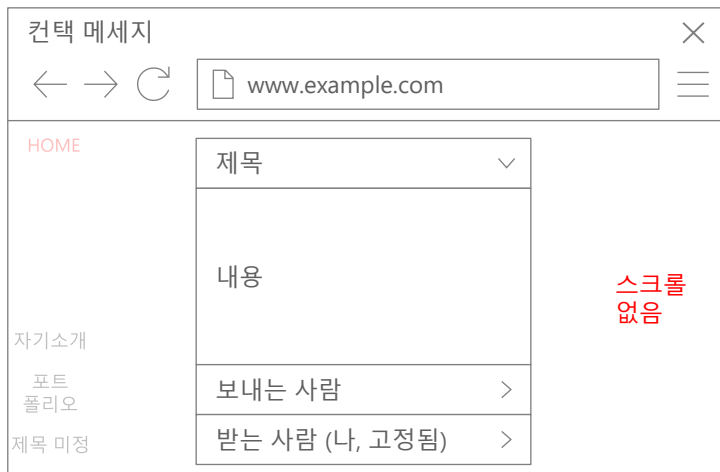 컨택 메세지
www.example.com
HOME
제목
내용
스크롤
없음
자기소개
포트
폴리오
제목 미정
보내는 사람
받는 사람 (나, 고정됨)